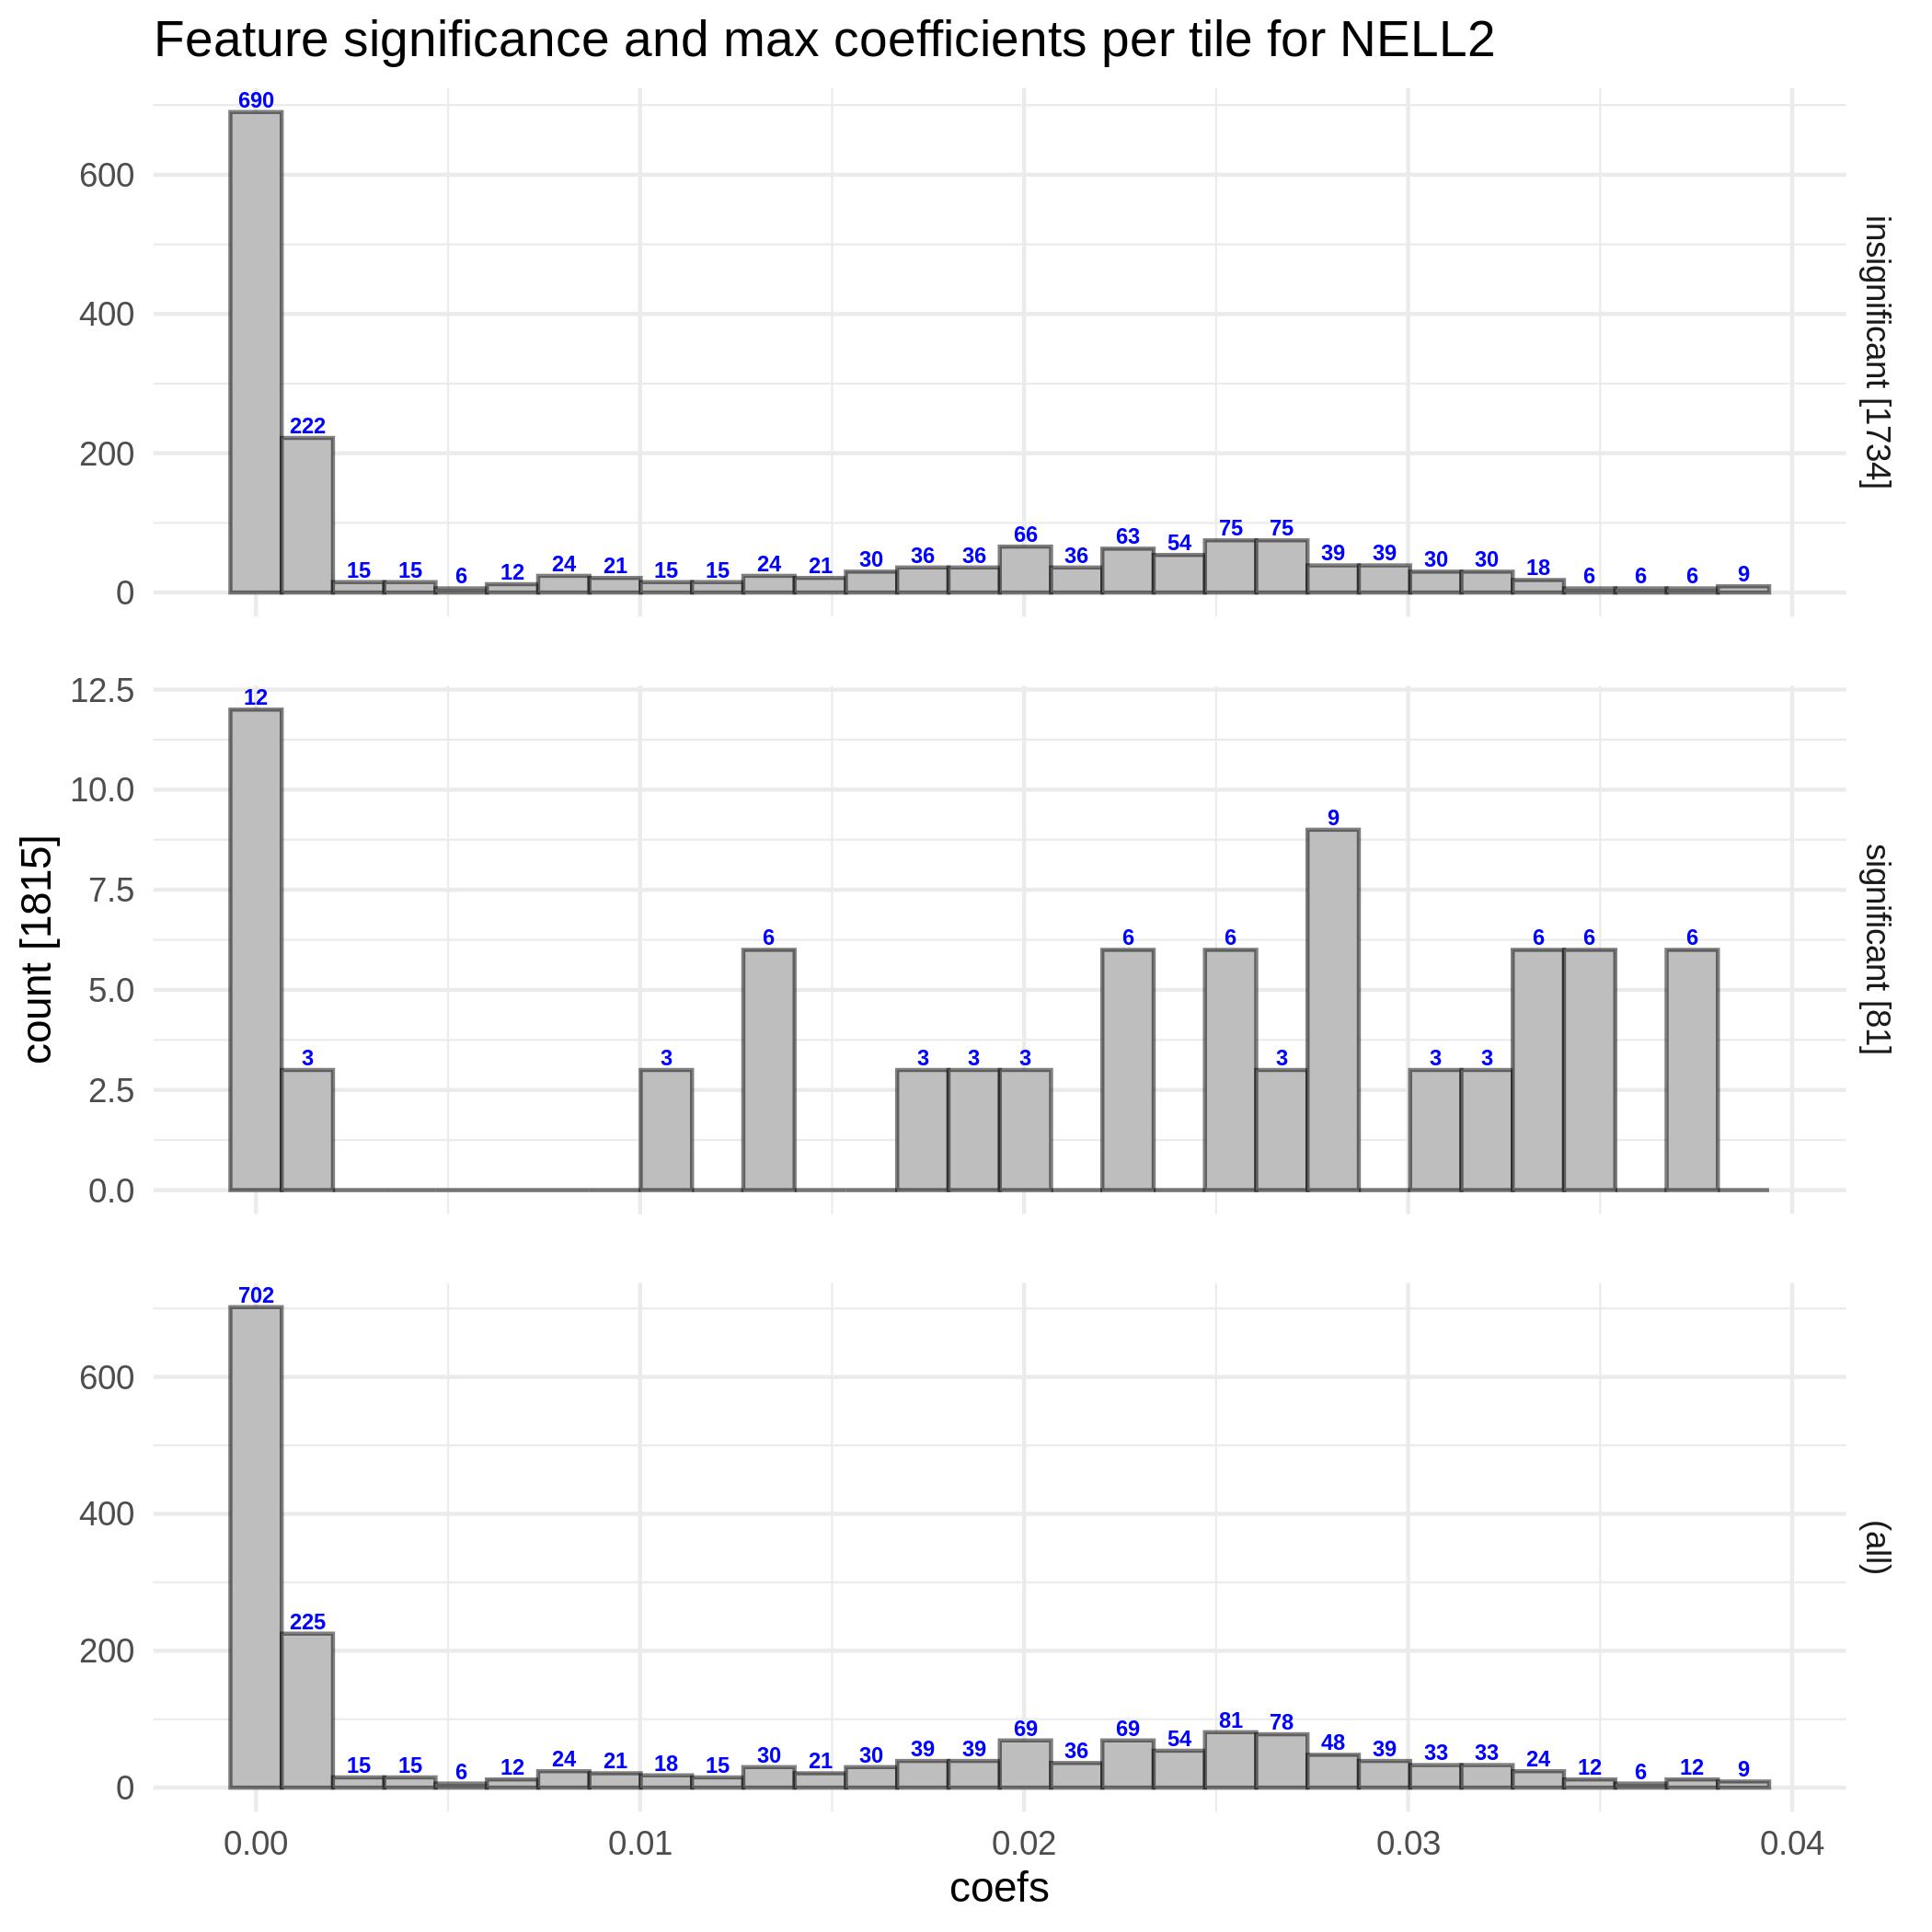 Feature significance and max coefficients per tile for NELL2
690
600
400
222
200
15 15 6 12 24 21 15 15 24 21 30 36 36 66 36 63 54 75 75 39 39 30 30 18 6 6 6 9
0
insignificant [1734]
12.5
12
10.0
9
7.5
6 6 6 6 6 6
5.0
3 3 3 3 3 3 3 3
2.5
0.0
significant [81]
count [1815]
702
600
400
225
200
15 15 6 12 24 21 18 15 30 21 30 39 39 69 36 69 54 81 78 48 39 33 33 24 12 6 12 9
0
(all)
0.00 0.01 0.02 0.03 0.04
coefs